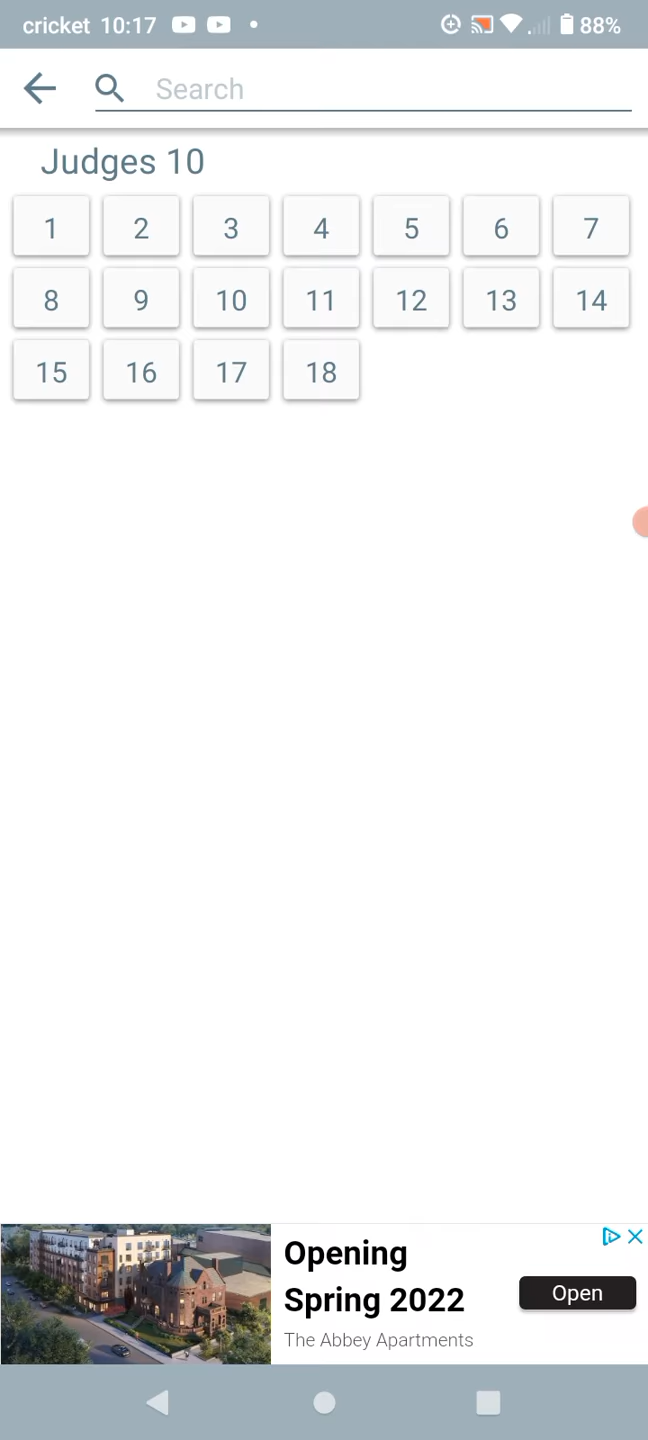 cricket 10:17 88%
Search
Judges 10
1 2 3 4 5 6 7
8 9 10 11 12 13 14
15 16 17 18
Opening
Spring 2022
The Abbey Apartments
Open